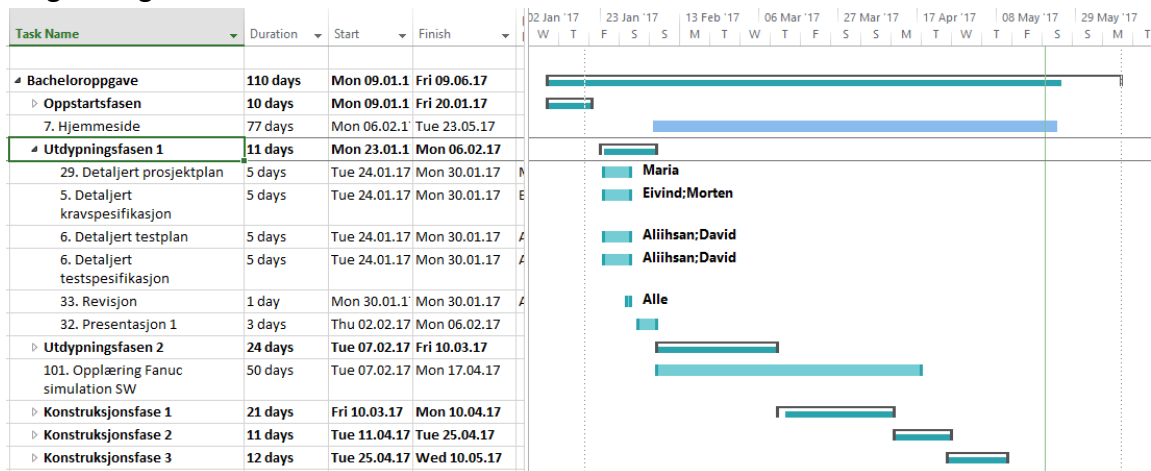 02 Jan '17 23 Jan '17 13 Feb '17 06 Mar '17 27 Mar '17 17 Apr '17 08 May '17 29 May '17
Task Name Duration Start Finish W T F S S M T W T F S S M T W T F S S M T
Bacheloroppgave 110 days Mon 09.01.1 Fri 09.06.17
Oppstartsfasen 10 days Mon 09.01.1 Fri 20.01.17
7. Hjemmeside 77 days Mon 06.02.1 Tue 23.05.17
Utdypningsfasen 1 11 days Mon 23.01.1 Mon 06.02.17
29. Detaljert prosjektplan 5 days Tue 24.01.17 Mon 30.01.17 Maria
5. Detaljert 5 days Tue 24.01.17 Mon 30.01.17 Eivind;Morten
kravspesifikasjon
6. Detaljert testplan 5 days Tue 24.01.17 Mon 30.01.17 Aliihsan;David
6. Detaljert 5 days Tue 24.01.17 Mon 30.01.17 Aliihsan;David
testspesifikasjon
33. Revisjon 1 day Mon 30.01.1 Mon 30.01.17 Alle
32. Presentasjon 1 3 days Thu 02.02.17 Mon 06.02.17
Utdypningsfasen 2 24 days Tue 07.02.17 Fri 10.03.17
101. Opplæring Fanuc 50 days Tue 07.02.17 Mon 17.04.17
simulation SW
Konstruksjonsfase 1 21 days Fri 10.03.17 Mon 10.04.17
Konstruksjonsfase 2 11 days Tue 11.04.17 Tue 25.04.17
Konstruksjonsfase 3 12 days Tue 25.04.17 Wed 10.05.17